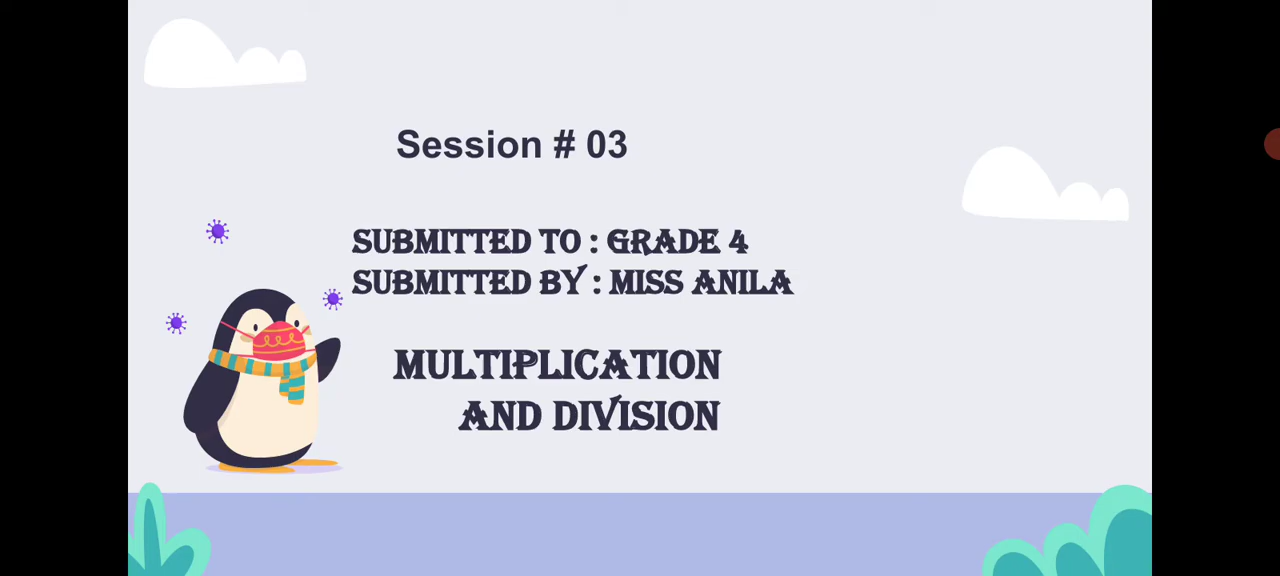 Session # 03
SUBMITTED TO : GRADE 4
SUBMITTED BY : MISS ANILA
MULTIPLICATION
AND DIVISION